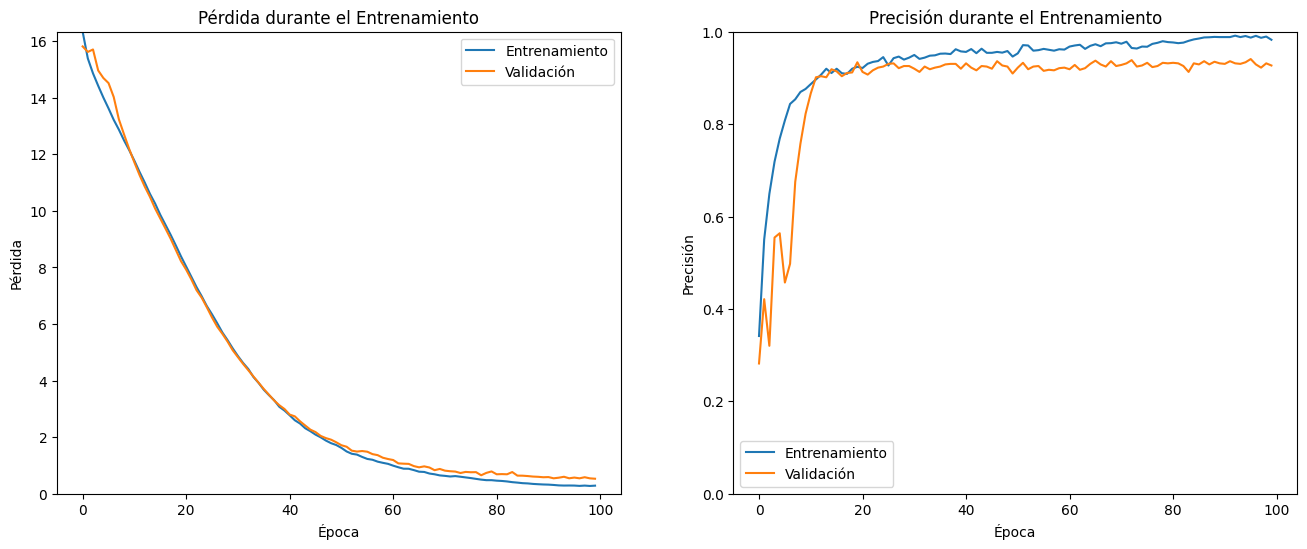 Pérdida durante el Entrenamiento
16
14
12
10
8
6
4
2
0
Pérdida
Entrenamiento
Validación
0 20 40 60 80 100
Época
Precisión durante el Entrenamiento
1.0
0.8
0.6
0.4
0.2
0.0
Precisión
Entrenamiento
Validación
0 20 40 60 80 100
Época